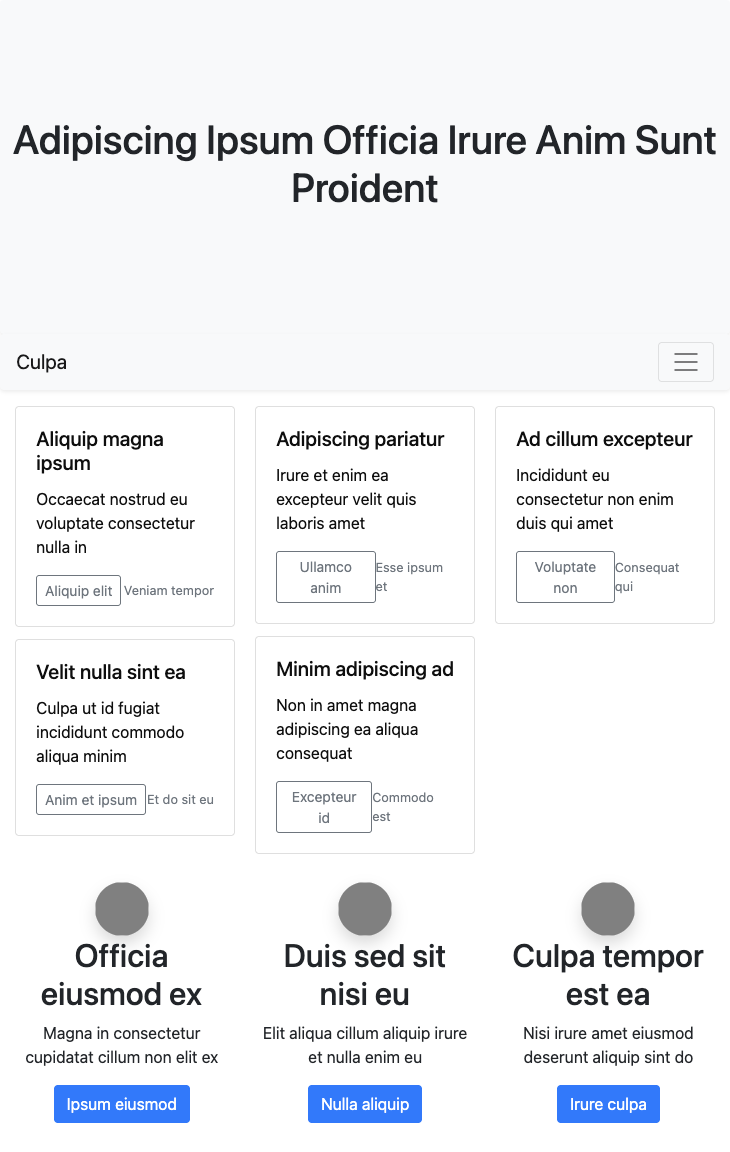 Adipiscing Ipsum Officia Irure Anim Sunt
Proident
Culpa
Aliquip magna
ipsum
Occaecat nostrud eu
voluptate consectetur
nulla in
Aliquip elit
Veniam tempor
Adipiscing pariatur
Irure et enim ea
excepteur velit quis
laboris amet
Ullamco
anim
Esse ipsum
et
Ad cillum excepteur
Incididunt eu
consectetur non enim
duis qui amet
Voluptate
non
Consequat
qui
Velit nulla sint ea
Culpa ut id fugiat
incididunt commodo
aliqua minim
Anim et ipsum
Et do sit eu
Minim adipiscing ad
Non in amet magna
adipiscing ea aliqua
consequat
Excepteur
id
Commodo
est
Officia
eiusmod ex
Magna in consectetur
cupidatat cillum non elit ex
Ipsum eiusmod
Duis sed sit
nisi eu
Elit aliqua cillum aliquip irure
et nulla enim eu
Nulla aliquip
Culpa tempor
est ea
Nisi irure amet eiusmod
deserunt aliquip sint do
Irure culpa